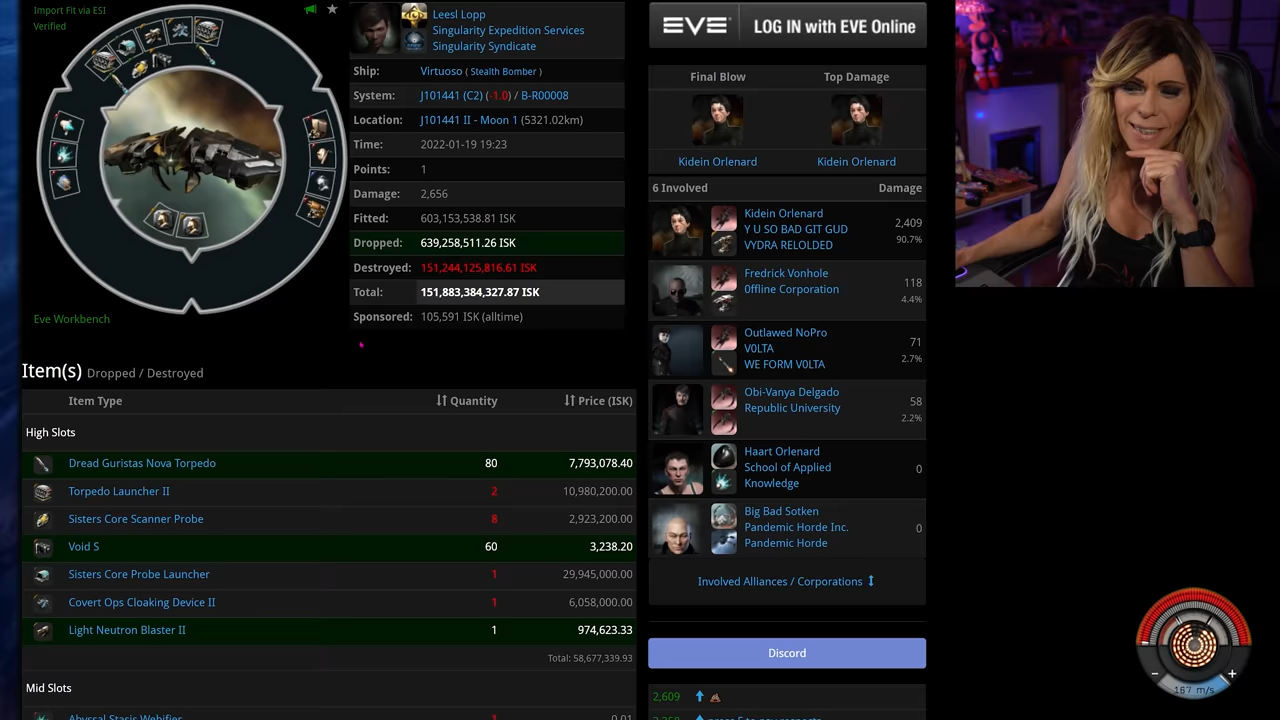 Import Fit via ESI
Verified
Eve Workbench
Leesl Lopp
Singularity Expedition Services
Singularity Syndicate
Ship: Virtuoso ( Stealth Bomber )
System: J101441 (C2) (-1.0) / B-R00008
Location: J101441 II - Moon 1 (5321.02km)
Time: 2022-01-19 19:23
Points: 1
Damage: 2,656
Fitted: 603,153,538.81 ISK
Dropped: 639,258,511.26 ISK
Destroyed: 151,244,125,816.61 ISK
Total: 151,883,384,327.87 ISK
Sponsored: 105,591 ISK (alltime)
Item(s) Dropped / Destroyed
Item Type Quantity Price (ISK)
High Slots
Dread Guristas Nova Torpedo 80 7,793,078.40
Torpedo Launcher II 2 10,980,200.00
Sisters Core Scanner Probe 8 2,923,200.00
Void S 60 3,238.20
Sisters Core Probe Launcher 1 29,945,000.00
Covert Ops Cloaking Device II 1 6,058,000.00
Light Neutron Blaster II 1 974,623.33
Total: 58,677,339.93
Mid Slots
Abyssal Stasis Webifier 1 0.01
EVE LOG IN with EVE Online
Final Blow Top Damage
Kidein Orlenard Kidein Orlenard
6 Involved Damage
Kidein Orlenard 2,409
Y U SO BAD GIT GUD 90.7%
VYDRA RELOLDED
Fredrick Vonhole 118
0ffline Corporation 4.4%
Outlawed NoPro 71
V0LTA 2.7%
WE FORM V0LTA
Obi-Vanya Delgado 58
Republic University 2.2%
Haart Orlenard
School of Applied 0
Knowledge
Big Bad Sotken
Pandemic Horde Inc. 0
Pandemic Horde
Involved Alliances / Corporations
Discord
2,609
167 m/s